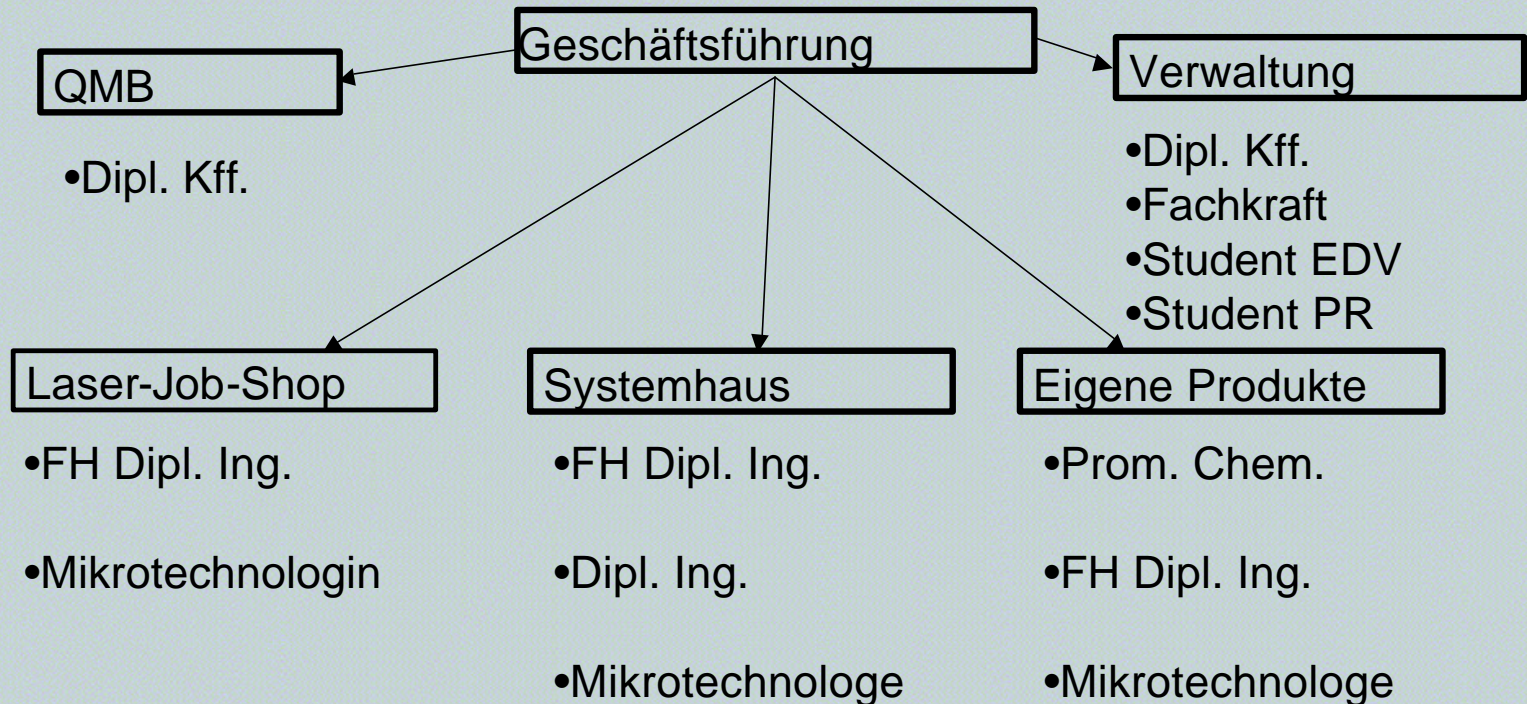 Geschäftsführung
QMB
•Dipl. Kff.
Verwaltung
•Dipl. Kff.
•Fachkraft
•Student EDV
•Student PR
Laser-Job-Shop
•FH Dipl. Ing.
•Mikrotechnologin
Systemhaus
•FH Dipl. Ing.
•Dipl. Ing.
•Mikrotechnologe
Eigene Produkte
•Prom. Chem.
•FH Dipl. Ing.
•Mikrotechnologe